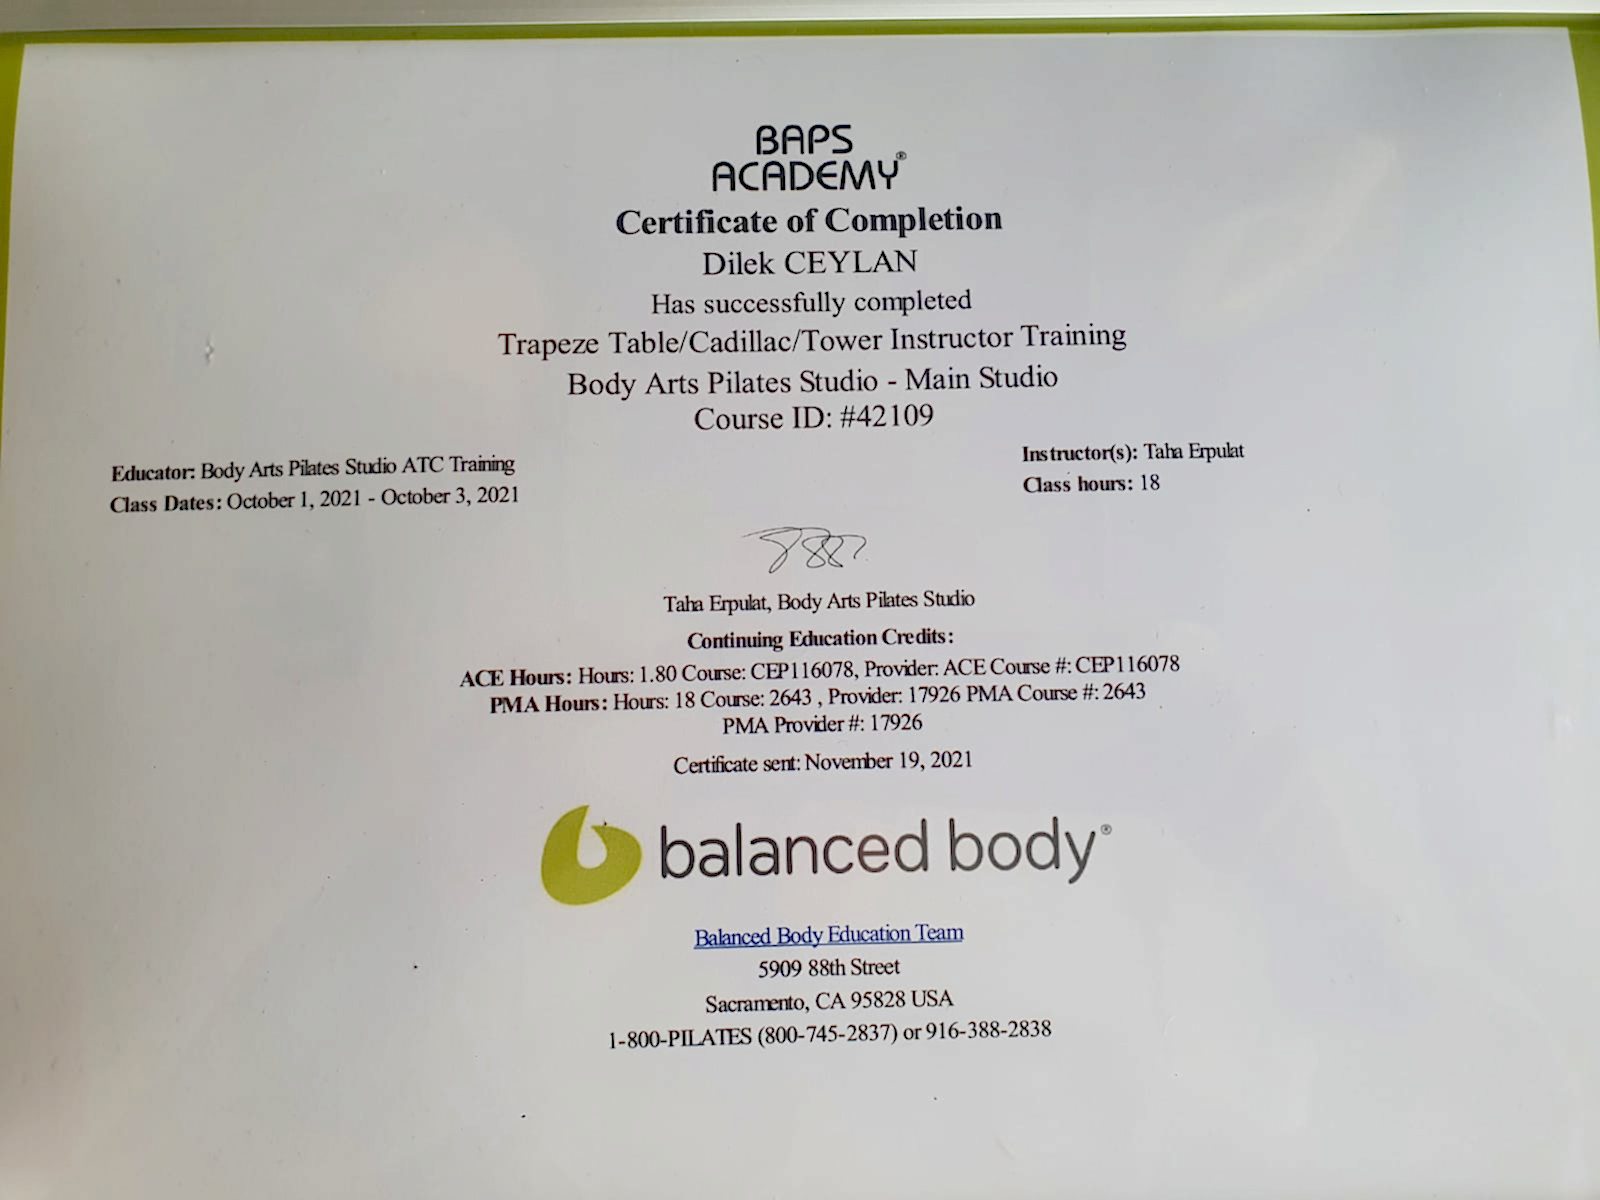 BAPS
ACADEMY®
Certificate of Completion
Dilek CEYLAN
Has successfully completed
Trapeze Table/Cadillac/Tower Instructor Training
Body Arts Pilates Studio - Main Studio
Course ID: #42109
Educator: Body Arts Pilates Studio ATC Training
Class Dates: October 1, 2021 - October 3, 2021
Instructor(s): Taha Erpulat
Class hours: 18
Taha Erpulat, Body Arts Pilates Studio
Continuing Education Credits:
ACE Hours: Hours: 1.80 Course: CEP116078, Provider: ACE Course #: CEP116078
PMA Hours: Hours: 18 Course: 2643 , Provider: 17926 PMA Course #: 2643
PMA Provider #: 17926
Certificate sent: November 19, 2021
balanced body®
Balanced Body Education Team
5909 88th Street
Sacramento, CA 95828 USA
1-800-PILATES (800-745-2837) or 916-388-2838